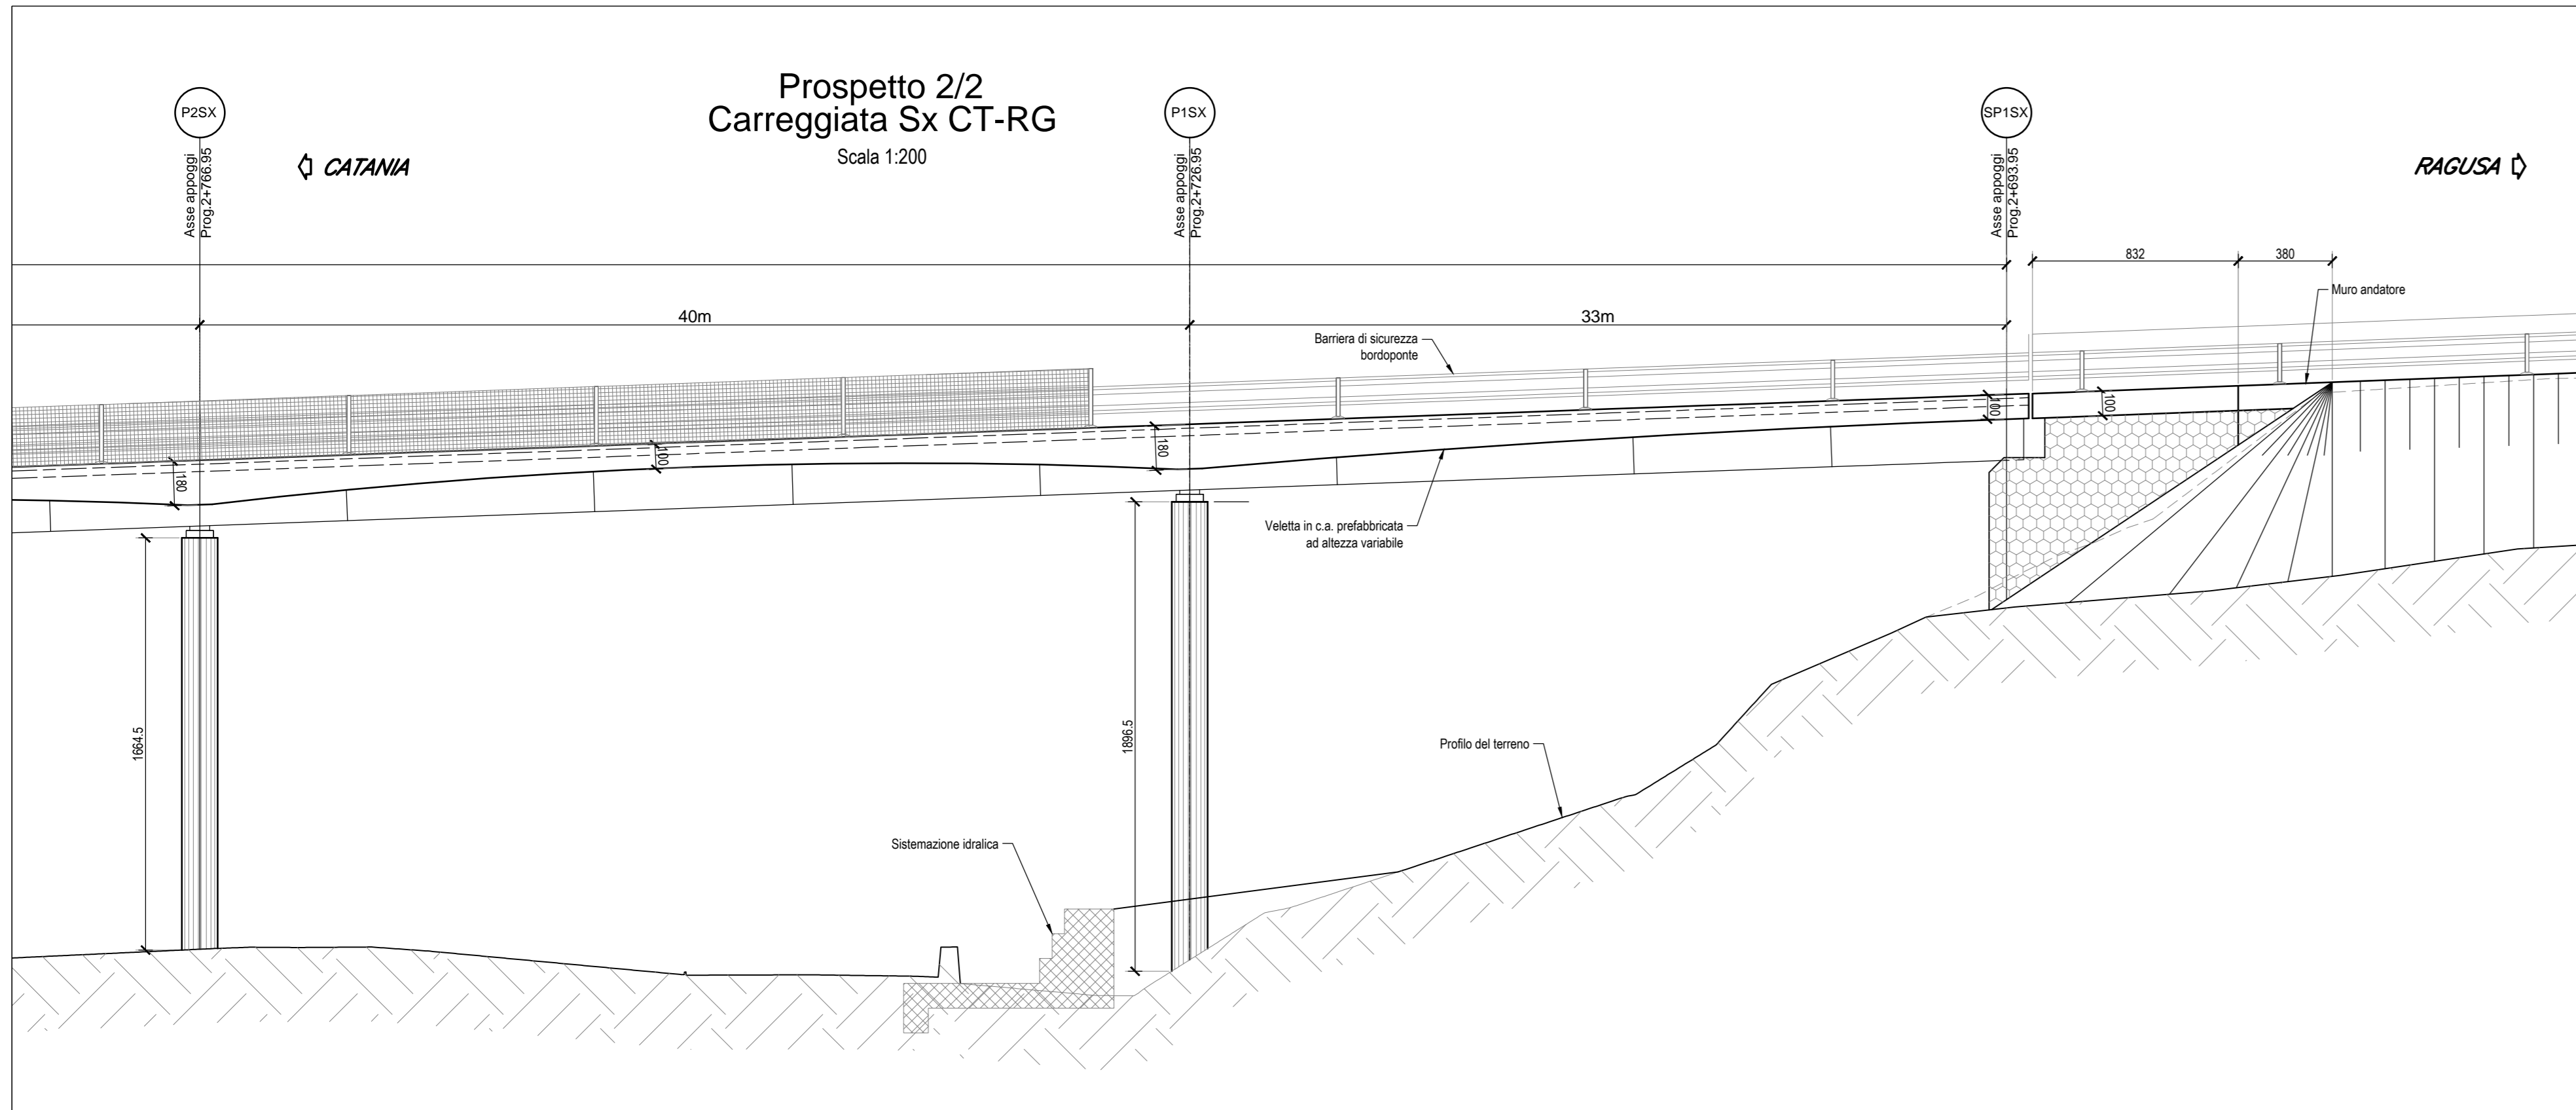 Prospetto 2/2
Carreggiata Sx CT-RG
Scala 1:200
P2SX
P1SX
SP1SX
Asse appoggi
Prog.2+766.95
Asse appoggi
Prog.2+726.95
Asse appoggi
Prog.2+693.95
CATANIA
RAGUSA
832
380
Muro andatore
40m
33m
Barriera di sicurezza
bordoponte
180
100
180
100
100
Veletta in c.a. prefabbricata
ad altezza variabile
1664.5
1896.5
Profilo del terreno
Sistemazione idralica